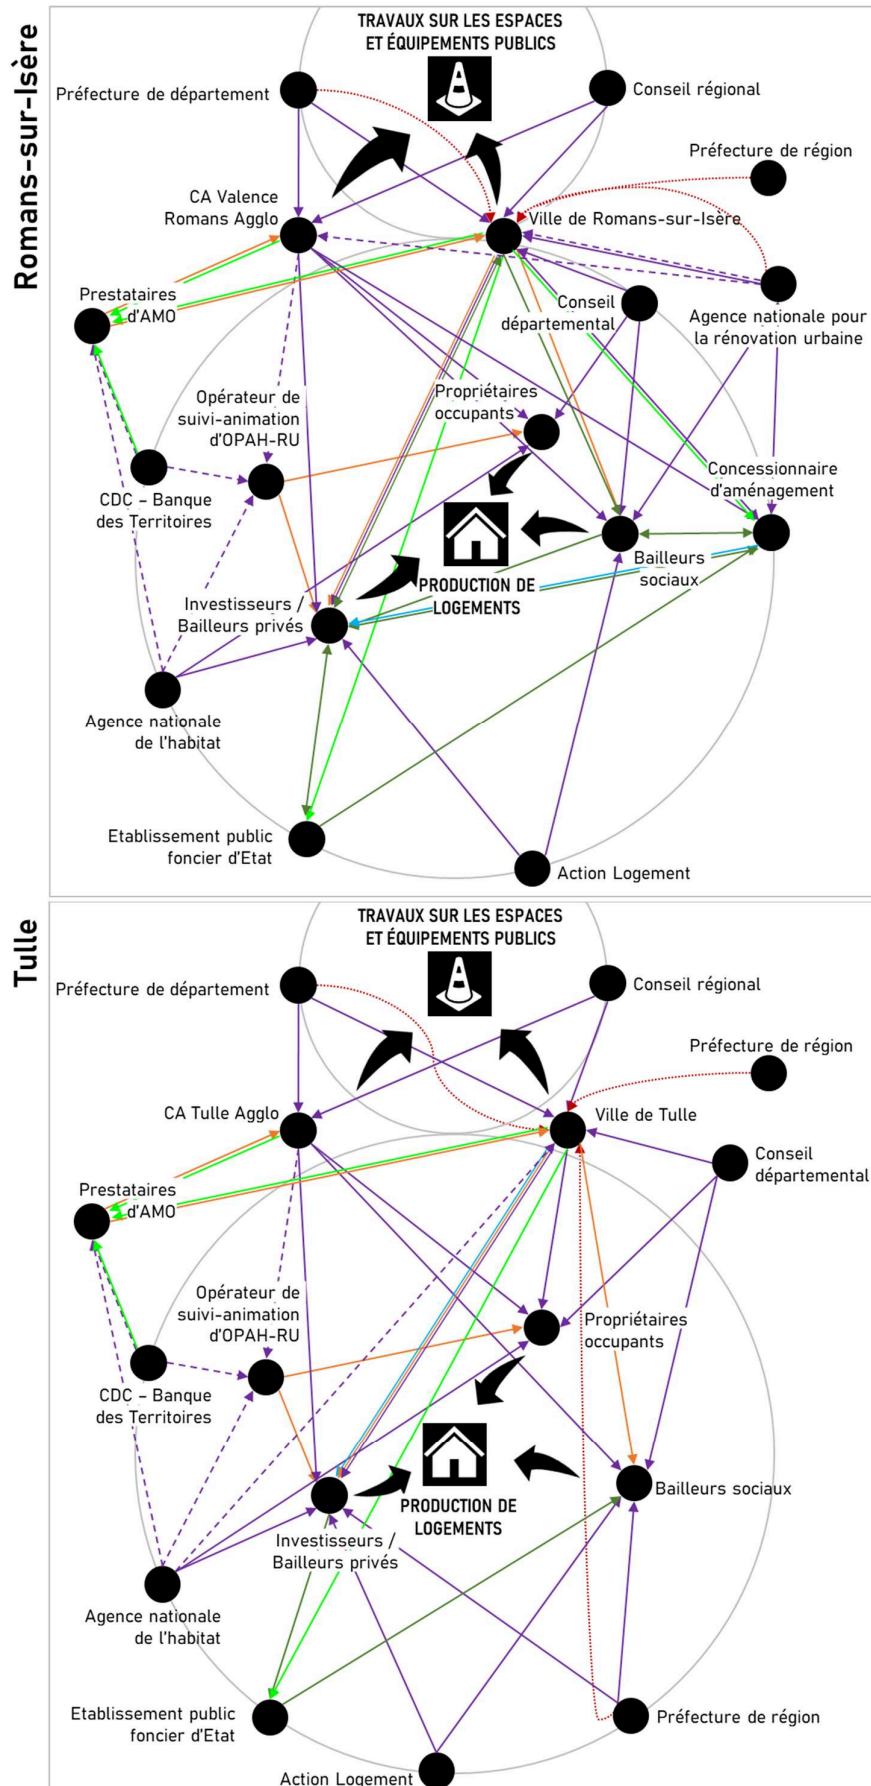 Romans-sur-Isère
TRAVAUX SUR LES ESPACES
ET ÉQUIPEMENTS PUBLICS
Préfecture de département
Conseil régional
Préfecture de région
CA Valence
Romans Agglo
Ville de Romans-sur-Isère
Prestataires
d'AMO
Conseil
départemental
Agence nationale pour
la rénovation urbaine
Opérateur de
suivi-animation
d'OPAH-RU
Propriétaires
occupants
CDC – Banque
des Territoires
Concessionnaire
d'aménagement
Bailleurs
sociaux
PRODUCTION DE
LOGEMENTS
Investisseurs /
Bailleurs privés
Agence nationale
de l'habitat
Etablissement public
foncier d'Etat
Action Logement
Tulle
TRAVAUX SUR LES ESPACES
ET ÉQUIPEMENTS PUBLICS
Préfecture de département
Conseil régional
Préfecture de région
CA Tulle Agglo
Ville de Tulle
Conseil
départemental
Prestataires
d'AMO
Opérateur de
suivi-animation
d'OPAH-RU
Propriétaires
occupants
CDC – Banque
des Territoires
Bailleurs sociaux
PRODUCTION DE
LOGEMENTS
Investisseurs /
Bailleurs privés
Agence nationale
de l'habitat
Etablissement public
foncier d'Etat
Préfecture de région
Action Logement